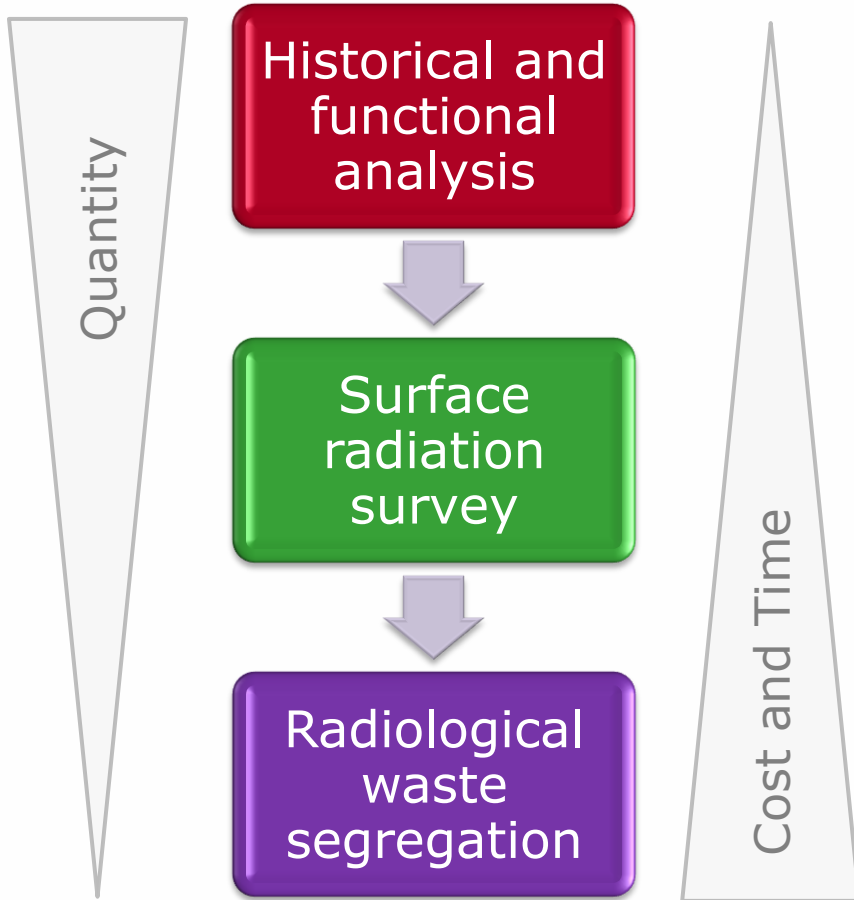 Quantity
Historical and
functional
analysis
Surface
radiation
survey
Radiological
waste
segregation
Cost and Time